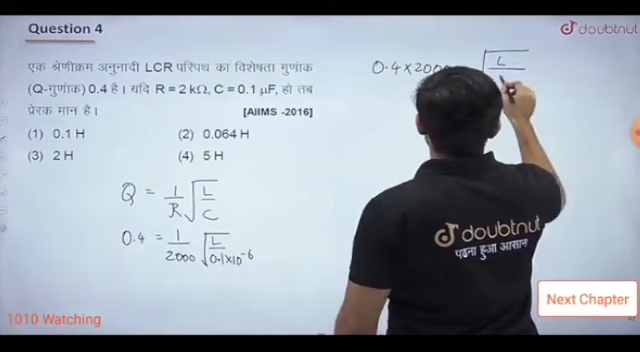 Question 4
doubtnut
एक श्रेणीक्रम अनुनादी LCR परिपथ का विशेषता गुणांक
(Q-गुणांक) 0.4 है। यदि R = 2 kΩ, C = 0.1 μF, हो तब
प्रेरक मान है। [AIIMS -2016]
(1) 0.1 H (2) 0.064 H
(3) 2 H (4) 5 H
Q = 1/R √(L/C)
0.4 = 1/2000 √(L/0.1×10⁻⁶)
0.4 × 2000 √L
doubtnut
पढना हुआ आसान
Next Chapter
1010 Watching